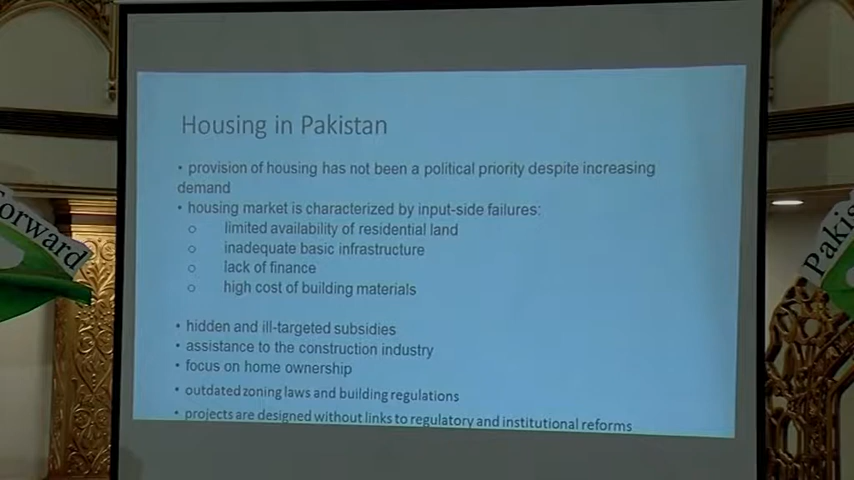 Housing in Pakistan
• provision of housing has not been a political priority despite increasing
demand
• housing market is characterized by input-side failures:
o limited availability of residential land
o inadequate basic infrastructure
o lack of finance
o high cost of building materials
• hidden and ill-targeted subsidies
• assistance to the construction industry
• focus on home ownership
• outdated zoning laws and building regulations
• projects are designed without links to regulatory and institutional reforms
Forward